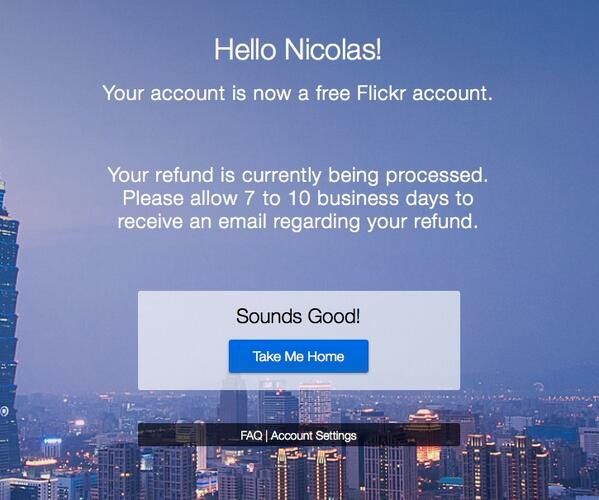 Hello Nicolas!
Your account is now a free Flickr account.
Your refund is currently being processed.
Please allow 7 to 10 business days to
receive an email regarding your refund.
Sounds Good!
Take Me Home
FAQ | Account Settings